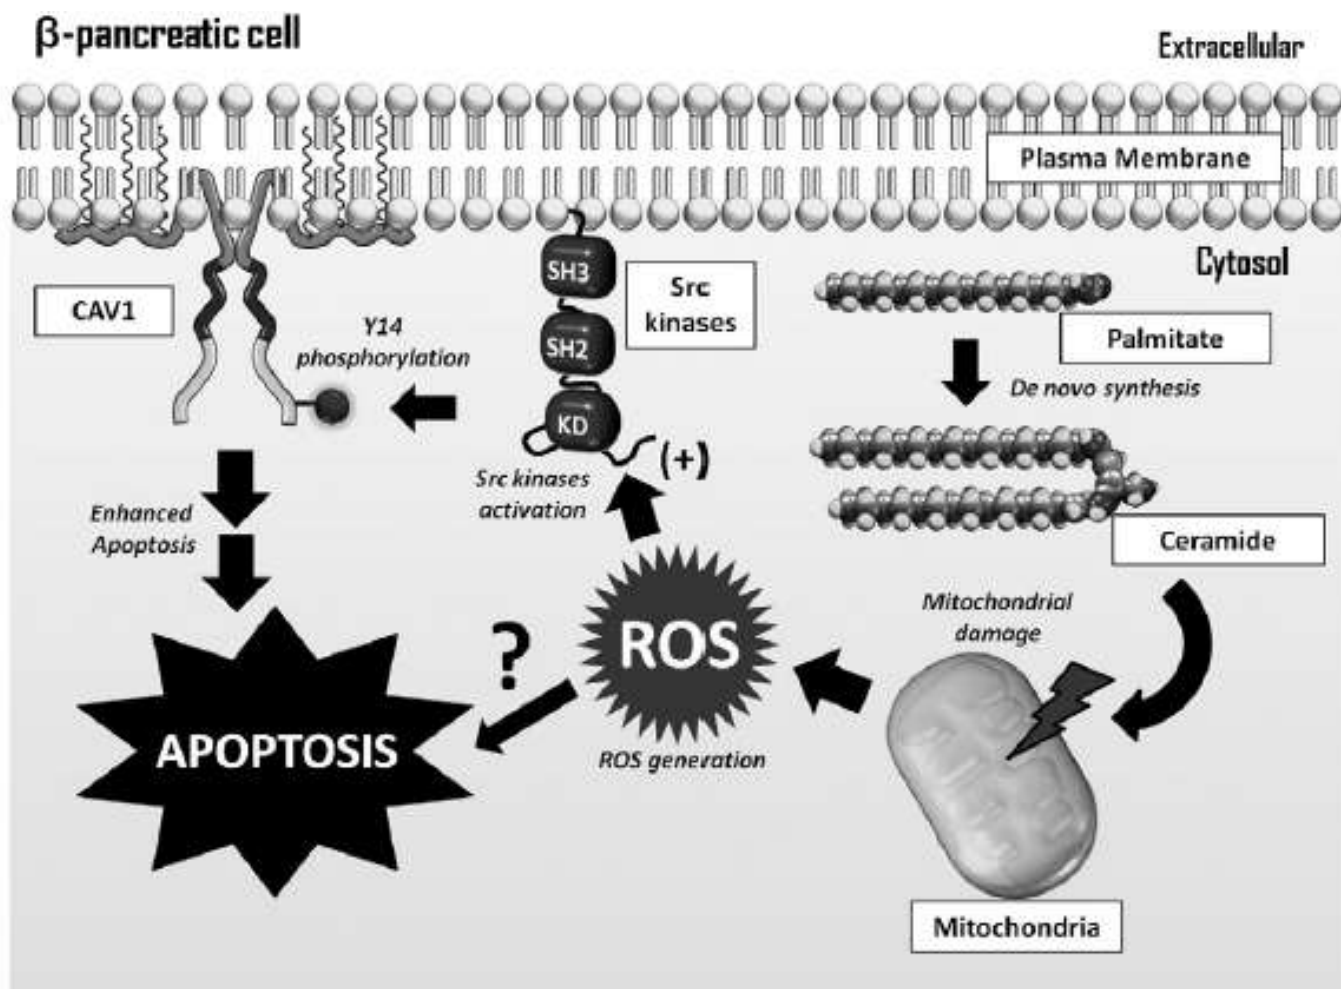 β-pancreatic cell
Extracellular
Plasma Membrane
Cytosol
CAV1
Y14
phosphorylation
SH3
SH2
KD
Src
kinases
Palmitate
De novo synthesis
(+)
Src kinases
activation
Ceramide
Enhanced
Apoptosis
Mitochondrial
damage
?
ROS
ROS generation
APOPTOSIS
Mitochondria